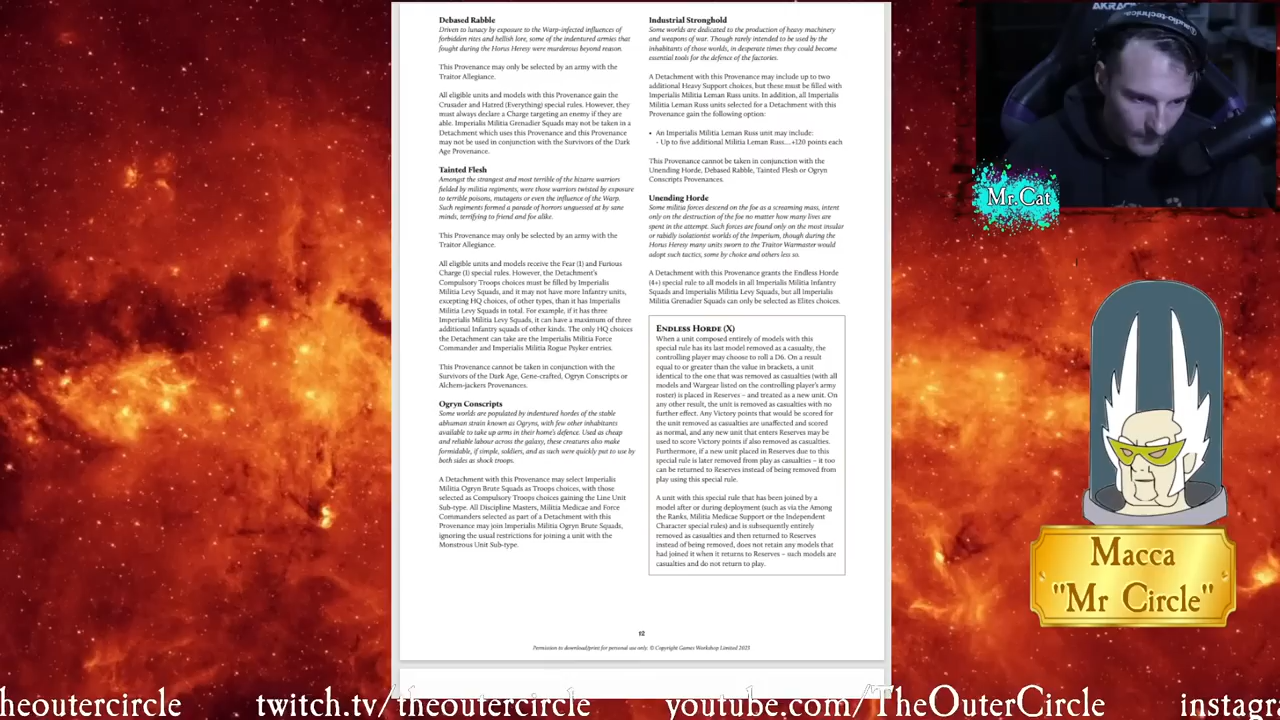 Debased Rabble
Driven to lunacy by exposure to the Warp-infected influences of
forbidden rites and hellish lore, some of the indentured armies that
fought during the Horus Heresy were murderous beyond reason.
This Provenance may only be selected by an army with the
Traitor Allegiance.
All eligible units and models with this Provenance gain the
Crusader and Hatred (Everything) special rules. However, they
must always declare a Charge targeting an enemy if they are
able. Imperialis Militia Grenadier Squads may not be taken in a
Detachment which uses this Provenance and this Provenance
may not be used in conjunction with the Survivors of the Dark
Age Provenance.
Tainted Flesh
Amongst the strangest and most terrible of the bizarre warriors
fielded by militia regiments, were those warriors twisted by exposure
to terrible poisons, mutagens or even the influence of the Warp.
Such regiments formed a parade of horrors unguessed at by sane
minds, terrifying to friend and foe alike.
This Provenance may only be selected by an army with the
Traitor Allegiance.
All eligible units and models receive the Fear (1) and Furious
Charge (1) special rules. However, the Detachment's
Compulsory Troops choices must be filled by Imperialis
Militia Levy Squads, and it may not have more Infantry units,
excepting HQ choices, of other types, than it has Imperialis
Militia Levy Squads in total. For example, if it has three
Imperialis Militia Levy Squads, it can have a maximum of three
additional Infantry squads of other kinds. The only HQ choices
the Detachment can take are the Imperialis Militia Force
Commander and Imperialis Militia Rogue Psyker entries.
This Provenance cannot be taken in conjunction with the
Survivors of the Dark Age, Gene-crafted, Ogryn Conscripts or
Alchem-jackers Provenances.
Ogryn Conscripts
Some worlds are populated by indentured hordes of the stable
abhuman strain known as Ogryns, with few other inhabitants
available to take up arms in their home's defence. Used as cheap
and reliable labour across the galaxy, these creatures also make
formidable, if simple, soldiers, and as such were quickly put to use by
both sides as shock troops.
A Detachment with this Provenance may select Imperialis
Militia Ogryn Brute Squads as Troops choices, with those
selected as Compulsory Troops choices gaining the Line Unit
Sub-type. All Discipline Masters, Militia Medicae and Force
Commanders selected as part of a Detachment with this
Provenance may join Imperialis Militia Ogryn Brute Squads,
ignoring the usual restrictions for joining a unit with the
Monstrous Unit Sub-type.
Industrial Stronghold
Some worlds are dedicated to the production of heavy machinery
and weapons of war. Though rarely intended to be used by the
inhabitants of those worlds, in desperate times they could become
essential tools for the defence of the factories.
A Detachment with this Provenance may include up to two
additional Heavy Support choices, but these must be filled with
Imperialis Militia Leman Russ units. In addition, all Imperialis
Militia Leman Russ units selected for a Detachment with this
Provenance gain the following option:
• An Imperialis Militia Leman Russ unit may include:
- Up to five additional Militia Leman Russ....+120 points each
This Provenance cannot be taken in conjunction with the
Unending Horde, Debased Rabble, Tainted Flesh or Ogryn
Conscripts Provenances.
Unending Horde
Some militia forces descend on the foe as a screaming mass, intent
only on the destruction of the foe no matter how many lives are
spent in the attempt. Such forces are found only on the most insular
or rabidly isolationist worlds of the Imperium, though during the
Horus Heresy many units sworn to the Traitor Warmaster would
adopt such tactics, some by choice and others less so.
A Detachment with this Provenance grants the Endless Horde
(4+) special rule to all models in all Imperialis Militia Infantry
Squads and Imperialis Militia Levy Squads, but all Imperialis
Militia Grenadier Squads can only be selected as Elites choices.
Endless Horde (X)
When a unit composed entirely of models with this
special rule has its last model removed as a casualty, the
controlling player may choose to roll a D6. On a result
equal to or greater than the value in brackets, a unit
identical to the one that was removed as casualties (with all
models and Wargear listed on the controlling player's army
roster) is placed in Reserves – and treated as a new unit. On
any other result, the unit is removed as casualties with no
further effect. Any Victory points that would be scored for
the unit removed as casualties are unaffected and scored
as normal, and any new unit that enters Reserves may be
used to score Victory points if also removed as casualties.
Furthermore, if a new unit placed in Reserves due to this
special rule is later removed from play as casualties – it too
can be returned to Reserves instead of being removed from
play using this special rule.
A unit with this special rule that has been joined by a
model after or during deployment (such as via the Among
the Ranks, Militia Medicae Support or the Independent
Character special rules) and is subsequently entirely
removed as casualties and then returned to Reserves
instead of being removed, does not retain any models that
had joined it when it returns to Reserves – such models are
casualties and do not return to play.
12
Permission to download/print for personal use only. © Copyright Games Workshop Limited 2023
audio-technica
Mr.Cat
Macca
"Mr Circle"
heoutercircle
twitch.tv/theoutercircle
youtube.com/TheOuterCircle
instagr